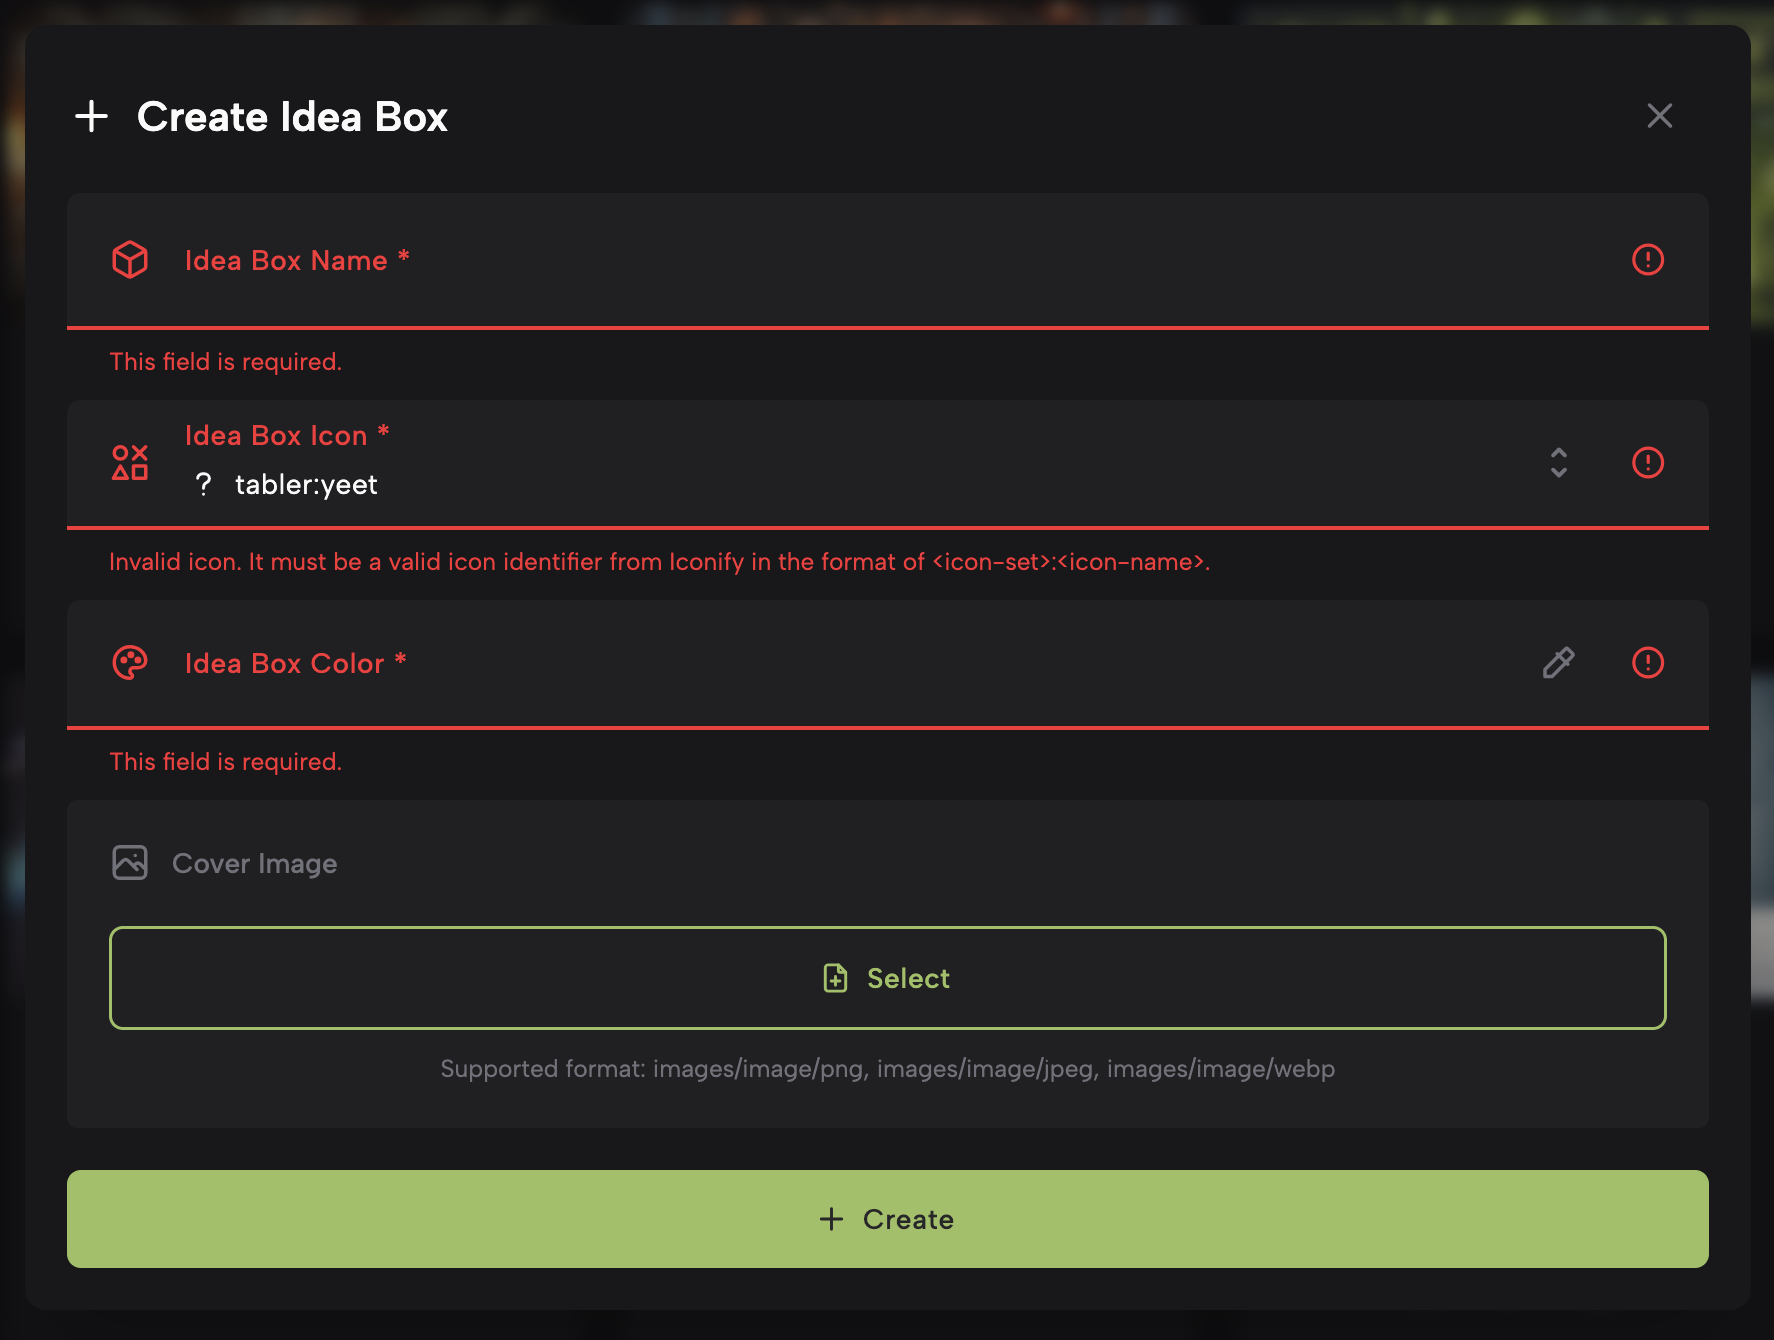 Create Idea Box
Idea Box Name *
This field is required.
Idea Box Icon *
? tabler:yeet
Invalid icon. It must be a valid icon identifier from Iconify in the format of <icon-set>:<icon-name>.
Idea Box Color *
This field is required.
Cover Image
Select
Supported format: images/image/png, images/image/jpeg, images/image/webp
Create